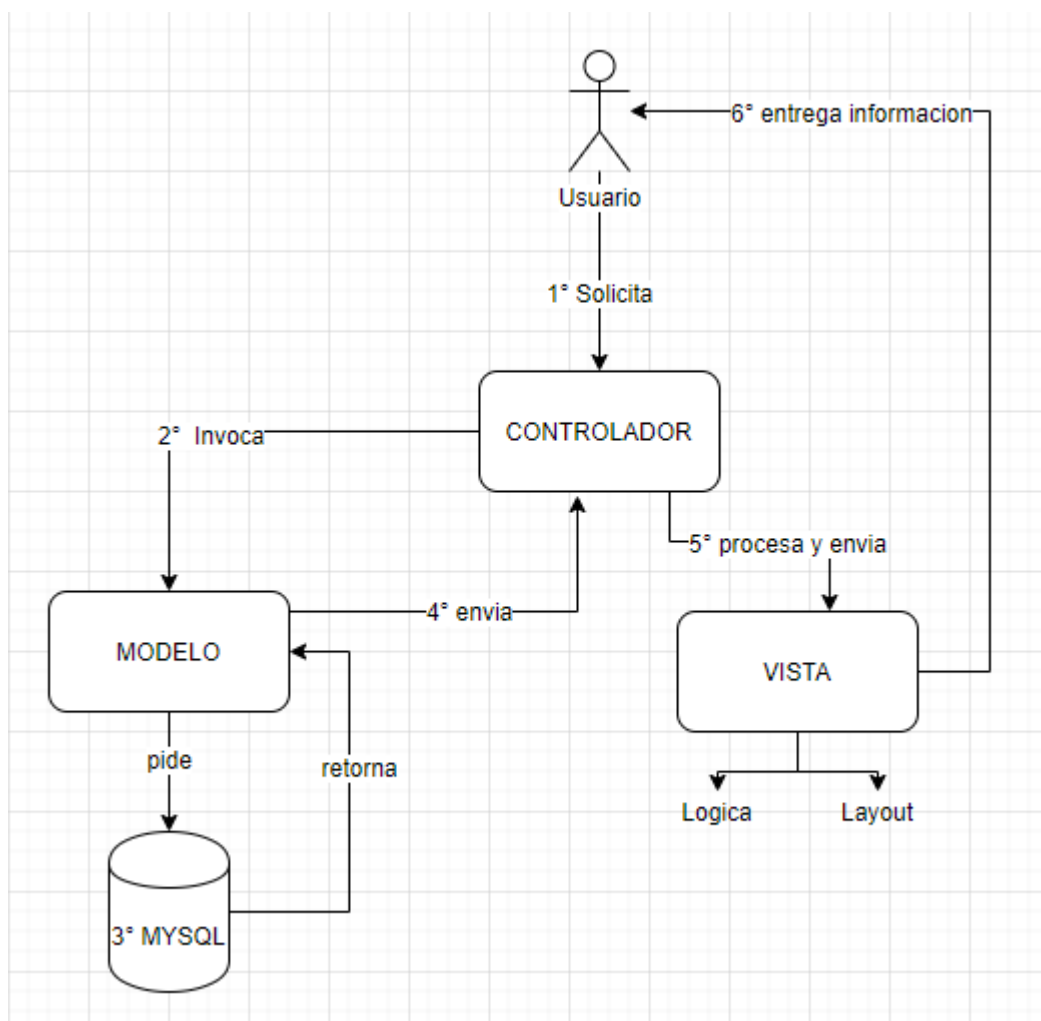 6° entrega informacion
Usuario
1° Solicita
CONTROLADOR
2° Invoca
5° procesa y envia
4° envia
MODELO
VISTA
pide
retorna
Logica
Layout
3° MYSQL